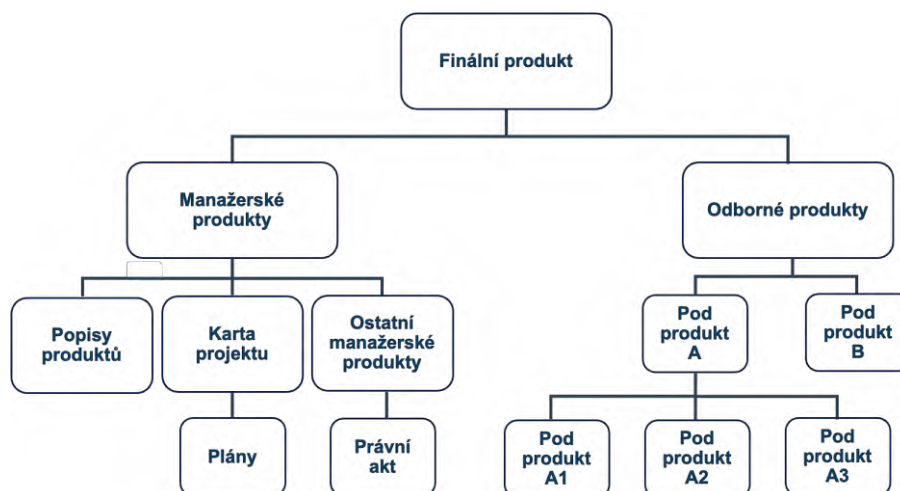 Finální produkt
Manažerské
produkty
Odborné produkty
Popisy
produktů
Karta
projektu
Ostatní
manažerské
produkty
Pod
produkt
A
Pod
produkt
B
Plány
Právní
akt
Pod
produkt
A1
Pod
produkt
A2
Pod
produkt
A3